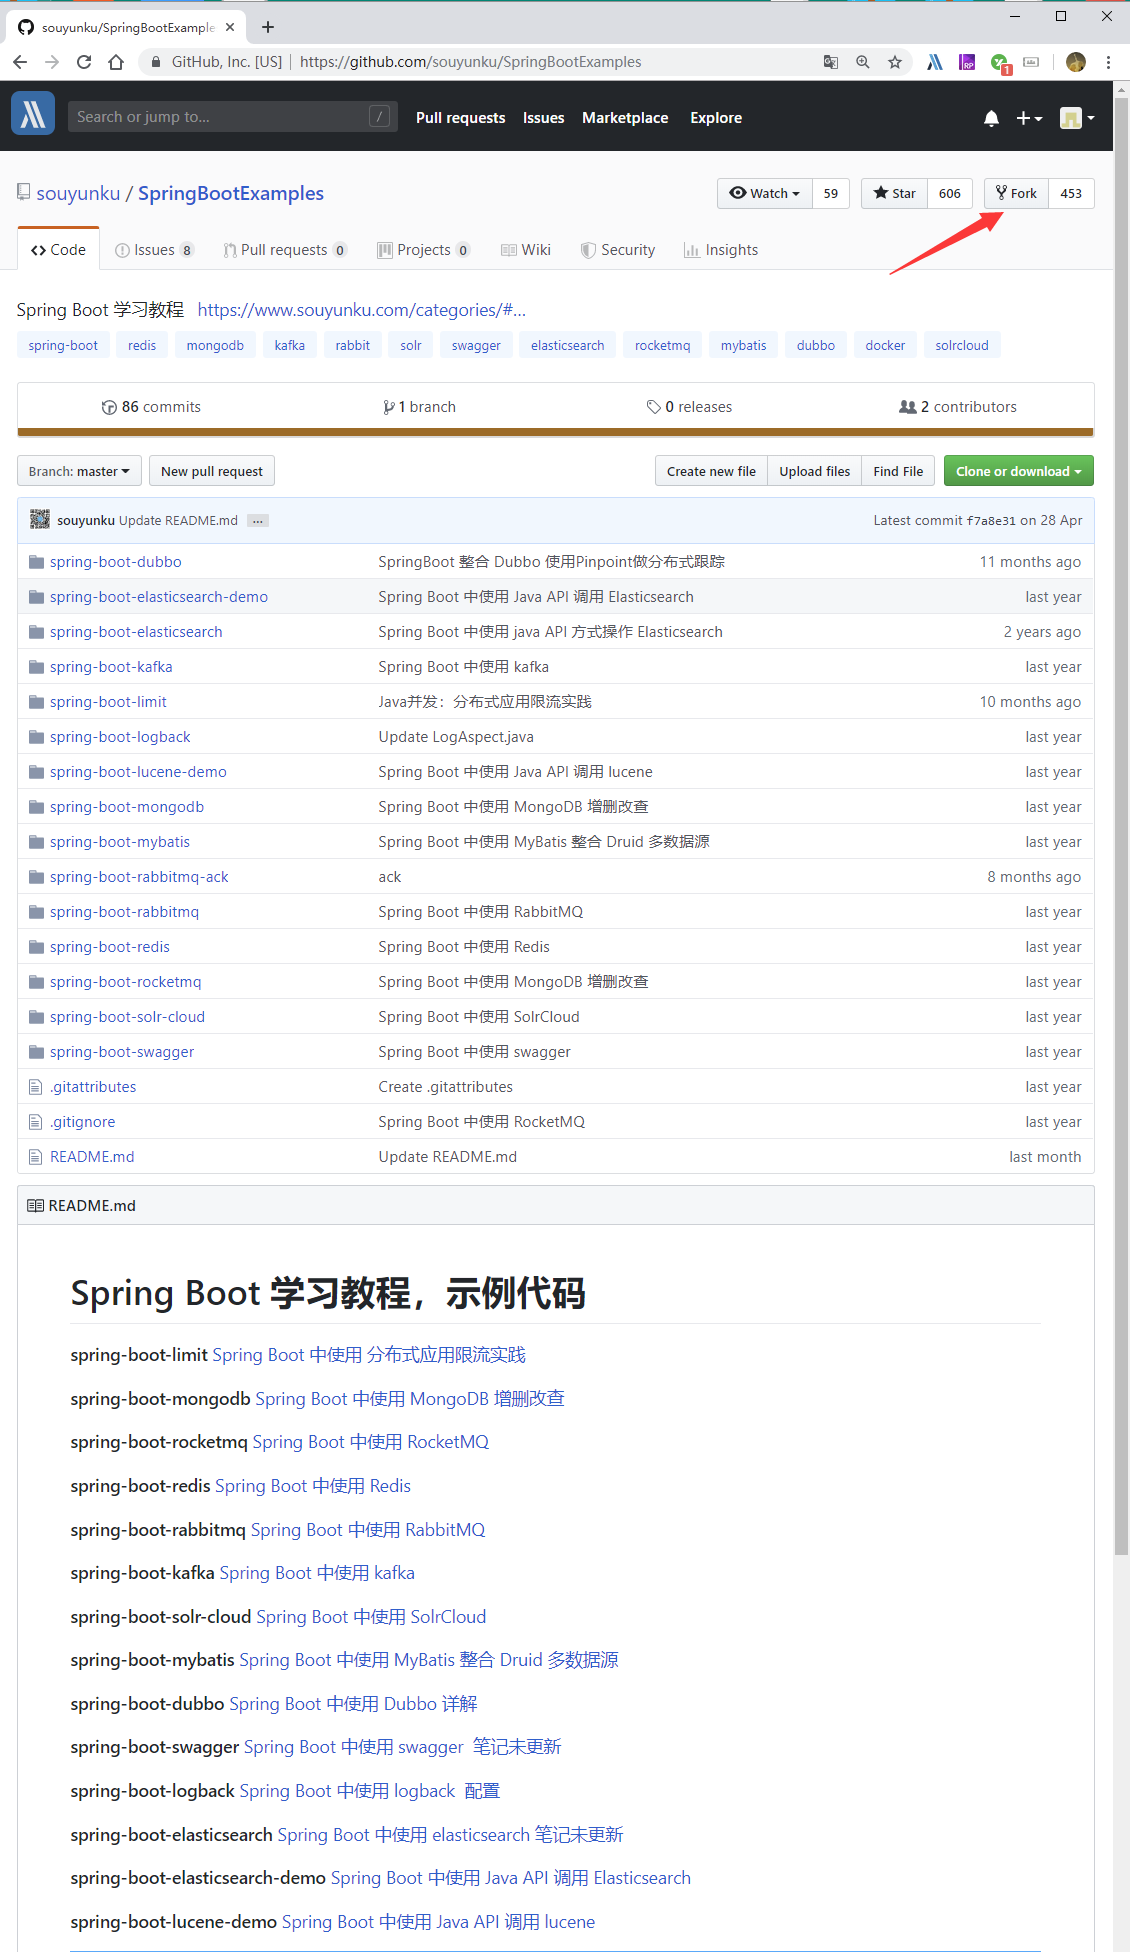 souyunku/SpringBootExample
GitHub, Inc. [US] https://github.com/souyunku/SpringBootExamples
RP
1
Search or jump to... / Pull requests Issues Marketplace Explore
souyunku / SpringBootExamples Watch 59 Star 606 Fork 453
Code Issues 8 Pull requests 0 Projects 0 Wiki Security Insights
Spring Boot 学习教程 https://www.souyunku.com/categories/#...
spring-boot redis mongodb kafka rabbit solr swagger elasticsearch rocketmq mybatis dubbo docker solrcloud
86 commits 1 branch 0 releases 2 contributors
Branch: master New pull request Create new file Upload files Find File Clone or download
souyunku Update README.md ... Latest commit f7a8e31 on 28 Apr
spring-boot-dubbo SpringBoot 整合 Dubbo 使用Pinpoint做分布式跟踪 11 months ago
spring-boot-elasticsearch-demo Spring Boot 中使用 Java API 调用 Elasticsearch last year
spring-boot-elasticsearch Spring Boot 中使用 java API 方式操作 Elasticsearch 2 years ago
spring-boot-kafka Spring Boot 中使用 kafka last year
spring-boot-limit Java并发：分布式应用限流实践 10 months ago
spring-boot-logback Update LogAspect.java last year
spring-boot-lucene-demo Spring Boot 中使用 Java API 调用 lucene last year
spring-boot-mongodb Spring Boot 中使用 MongoDB 增删改查 last year
spring-boot-mybatis Spring Boot 中使用 MyBatis 整合 Druid 多数据源 last year
spring-boot-rabbitmq-ack ack 8 months ago
spring-boot-rabbitmq Spring Boot 中使用 RabbitMQ last year
spring-boot-redis Spring Boot 中使用 Redis last year
spring-boot-rocketmq Spring Boot 中使用 MongoDB 增删改查 last year
spring-boot-solr-cloud Spring Boot 中使用 SolrCloud last year
spring-boot-swagger Spring Boot 中使用 swagger last year
.gitattributes Create .gitattributes last year
.gitignore Spring Boot 中使用 RocketMQ last year
README.md Update README.md last month
README.md
Spring Boot 学习教程，示例代码
spring-boot-limit Spring Boot 中使用 分布式应用限流实践
spring-boot-mongodb Spring Boot 中使用 MongoDB 增删改查
spring-boot-rocketmq Spring Boot 中使用 RocketMQ
spring-boot-redis Spring Boot 中使用 Redis
spring-boot-rabbitmq Spring Boot 中使用 RabbitMQ
spring-boot-kafka Spring Boot 中使用 kafka
spring-boot-solr-cloud Spring Boot 中使用 SolrCloud
spring-boot-mybatis Spring Boot 中使用 MyBatis 整合 Druid 多数据源
spring-boot-dubbo Spring Boot 中使用 Dubbo 详解
spring-boot-swagger Spring Boot 中使用 swagger 笔记未更新
spring-boot-logback Spring Boot 中使用 logback 配置
spring-boot-elasticsearch Spring Boot 中使用 elasticsearch 笔记未更新
spring-boot-elasticsearch-demo Spring Boot 中使用 Java API 调用 Elasticsearch
spring-boot-lucene-demo Spring Boot 中使用 Java API 调用 lucene